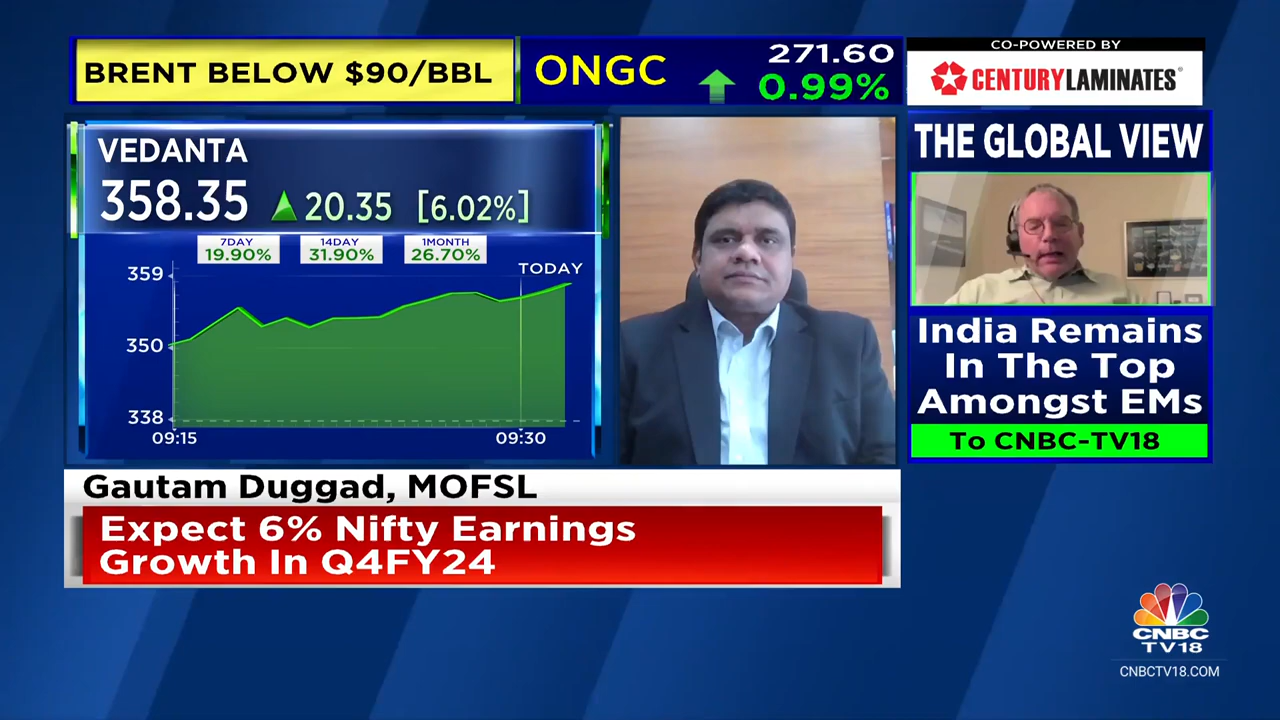 BRENT BELOW $90/BBL
ONGC
271.60
0.99%
CO-POWERED BY
CENTURYLAMINATES
VEDANTA
358.35 20.35 [6.02%]
7DAY
19.90%
14DAY
31.90%
1MONTH
26.70%
TODAY
359
350
338
09:15
09:30
THE GLOBAL VIEW
India Remains
In The Top
Amongst EMs
To CNBC-TV18
Gautam Duggad, MOFSL
Expect 6% Nifty Earnings
Growth In Q4FY24
CNBC
TV18
CNBCTV18.COM